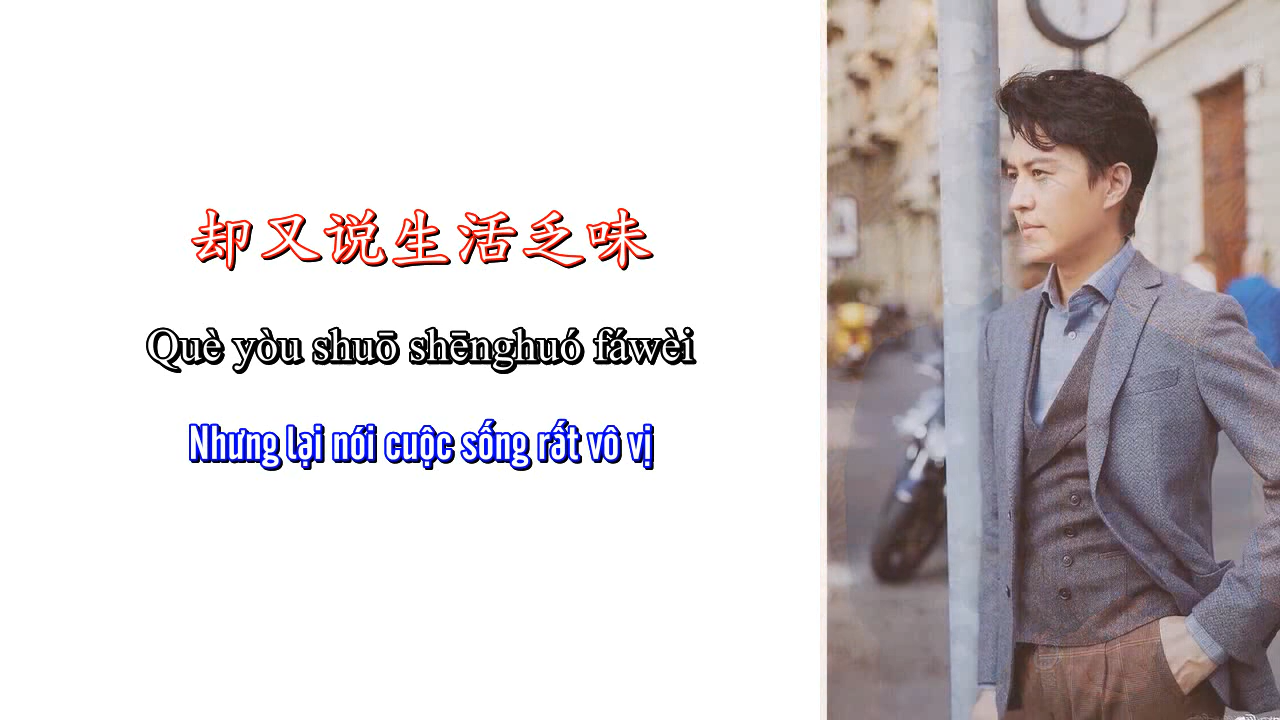 却又说生活乏味
Què yòu shuō shēnghuó fáwèi
Nhưng lại nói cuộc sống rất vô vị